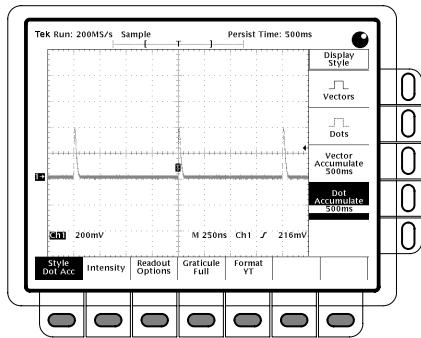 Tek Run: 200MS/s Sample Persist Time: 500ms
[ T ]
Display
Style
Vectors
Dots
Vector
Accumulate
500ms
Dot
Accumulate
500ms
1
Ch1 200mV M 250ns Ch1 216mV
Style
Dot Acc
Intensity
Readout
Options
Graticule
Full
Format
YT